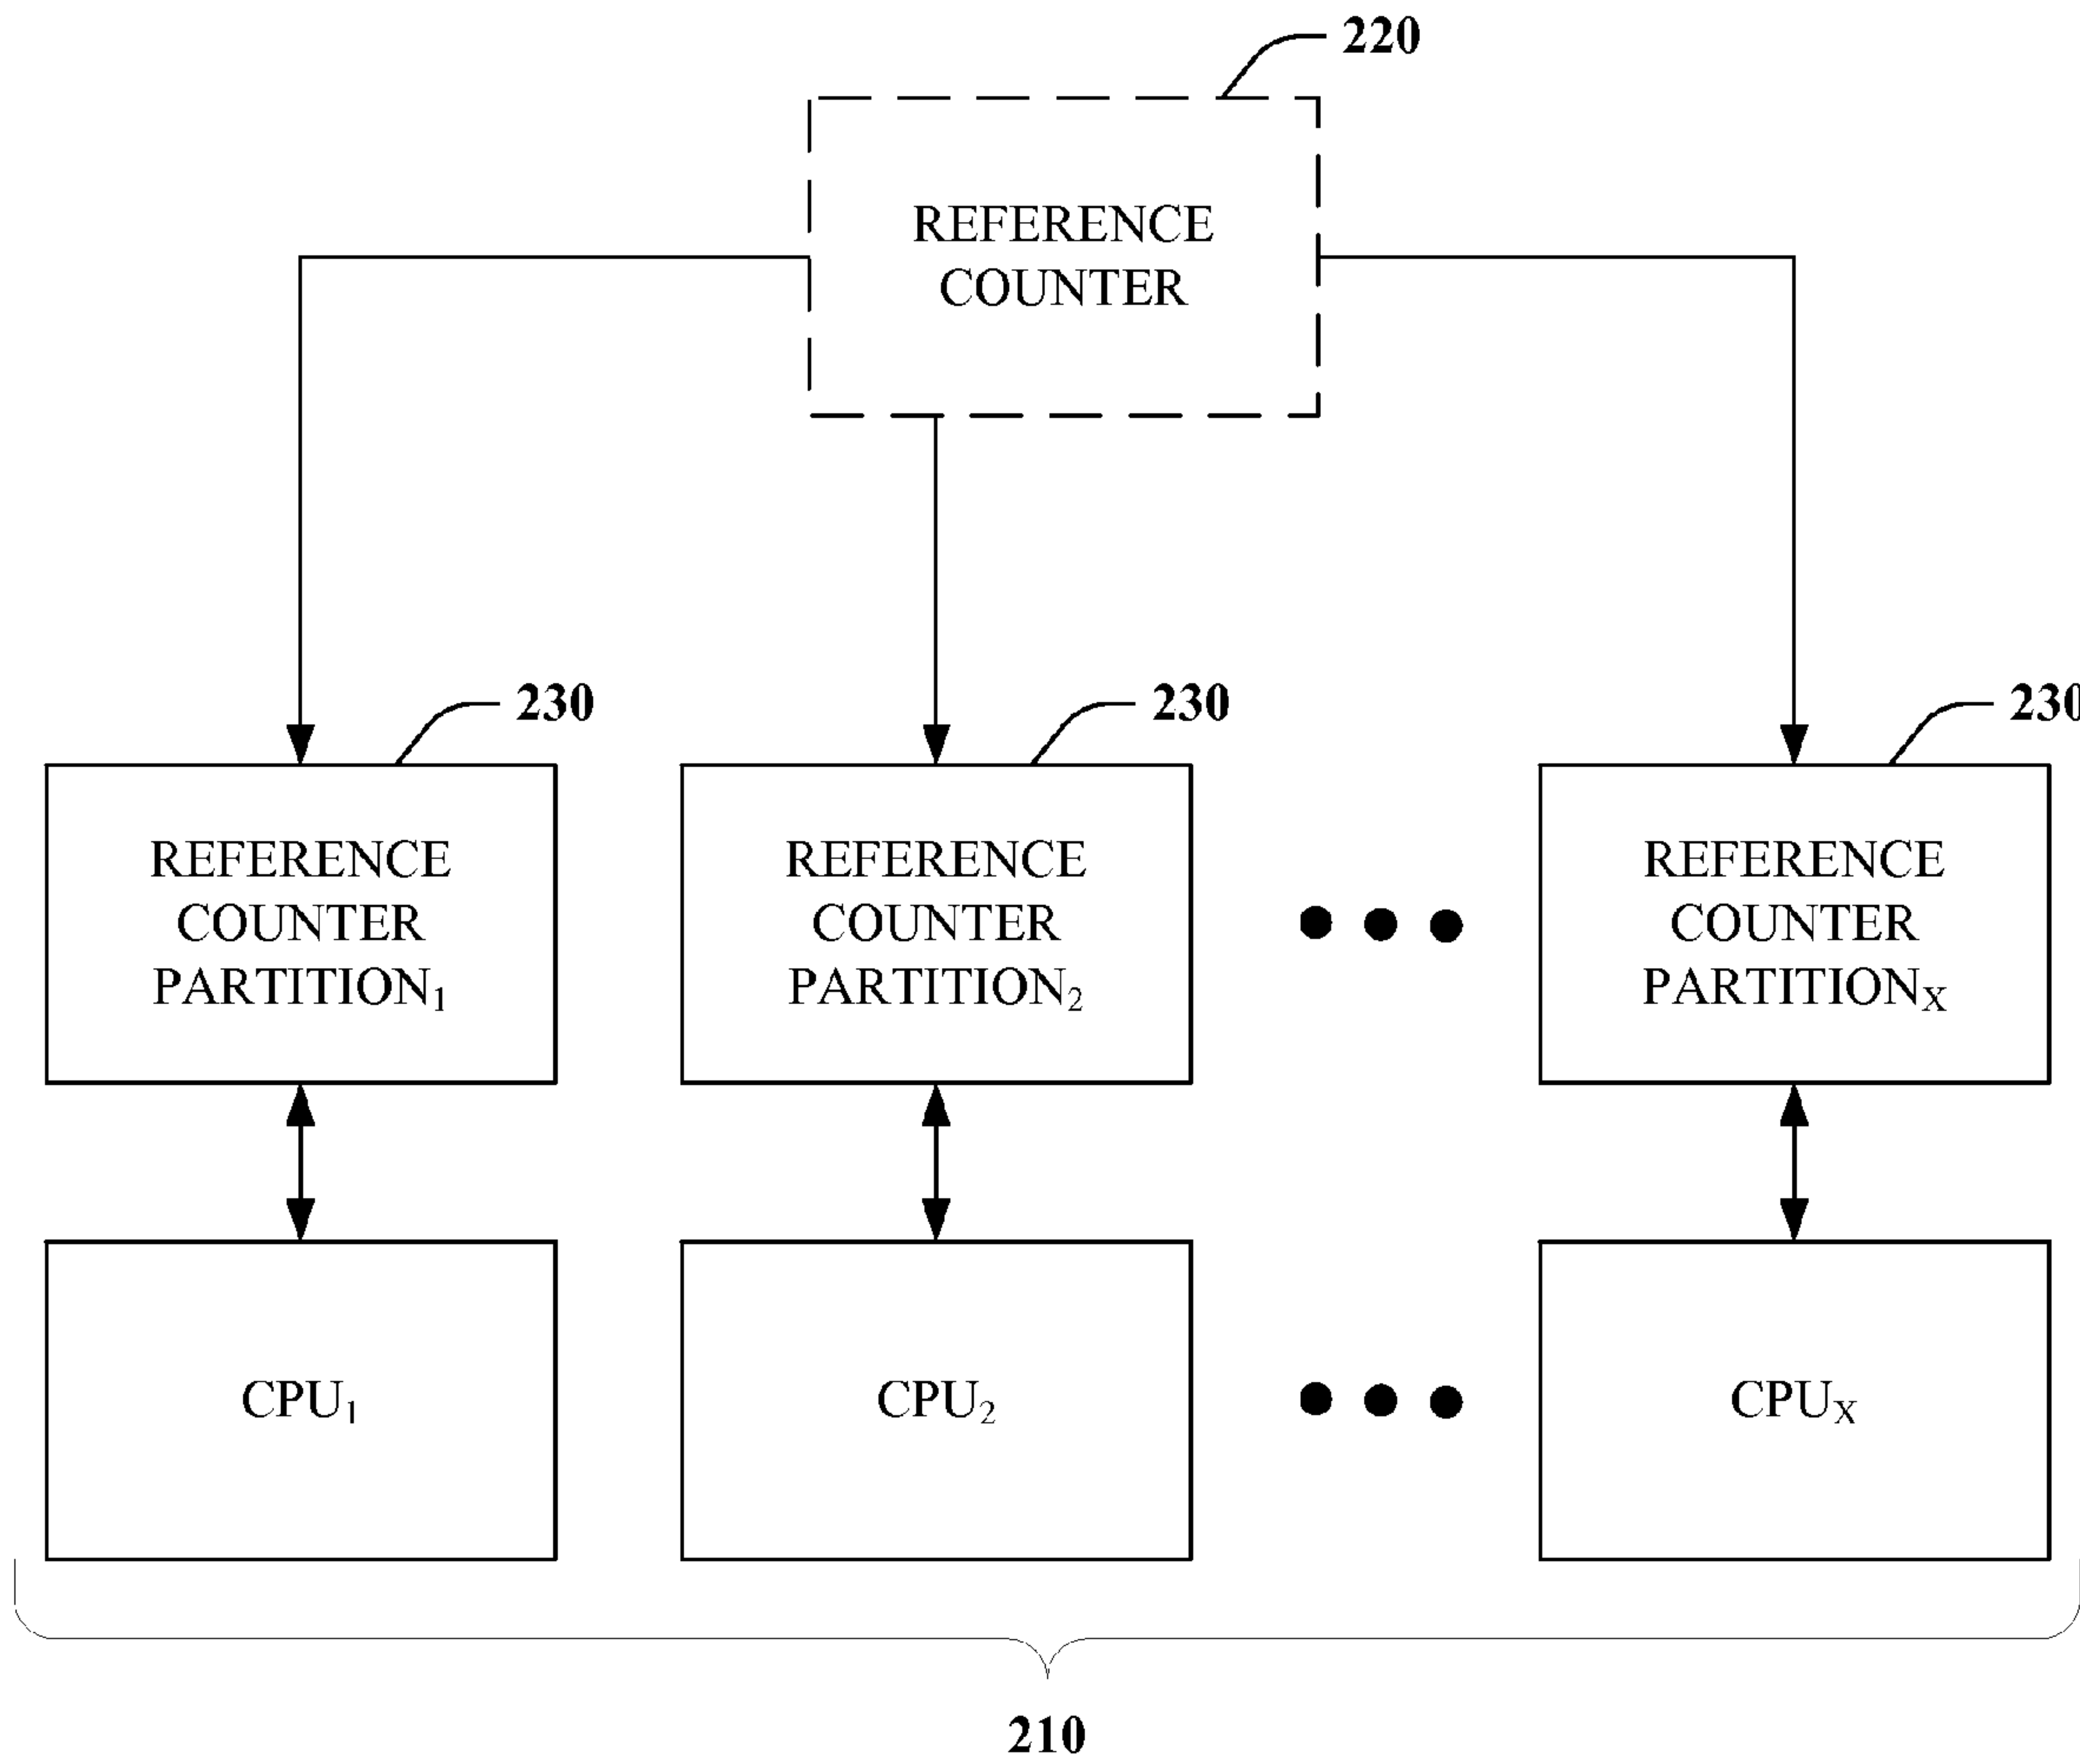 220
REFERENCE
COUNTER
230
230
230
REFERENCE
COUNTER
PARTITION1
REFERENCE
COUNTER
PARTITION2
REFERENCE
COUNTER
PARTITIONX
CPU1
CPU2
CPUX
210